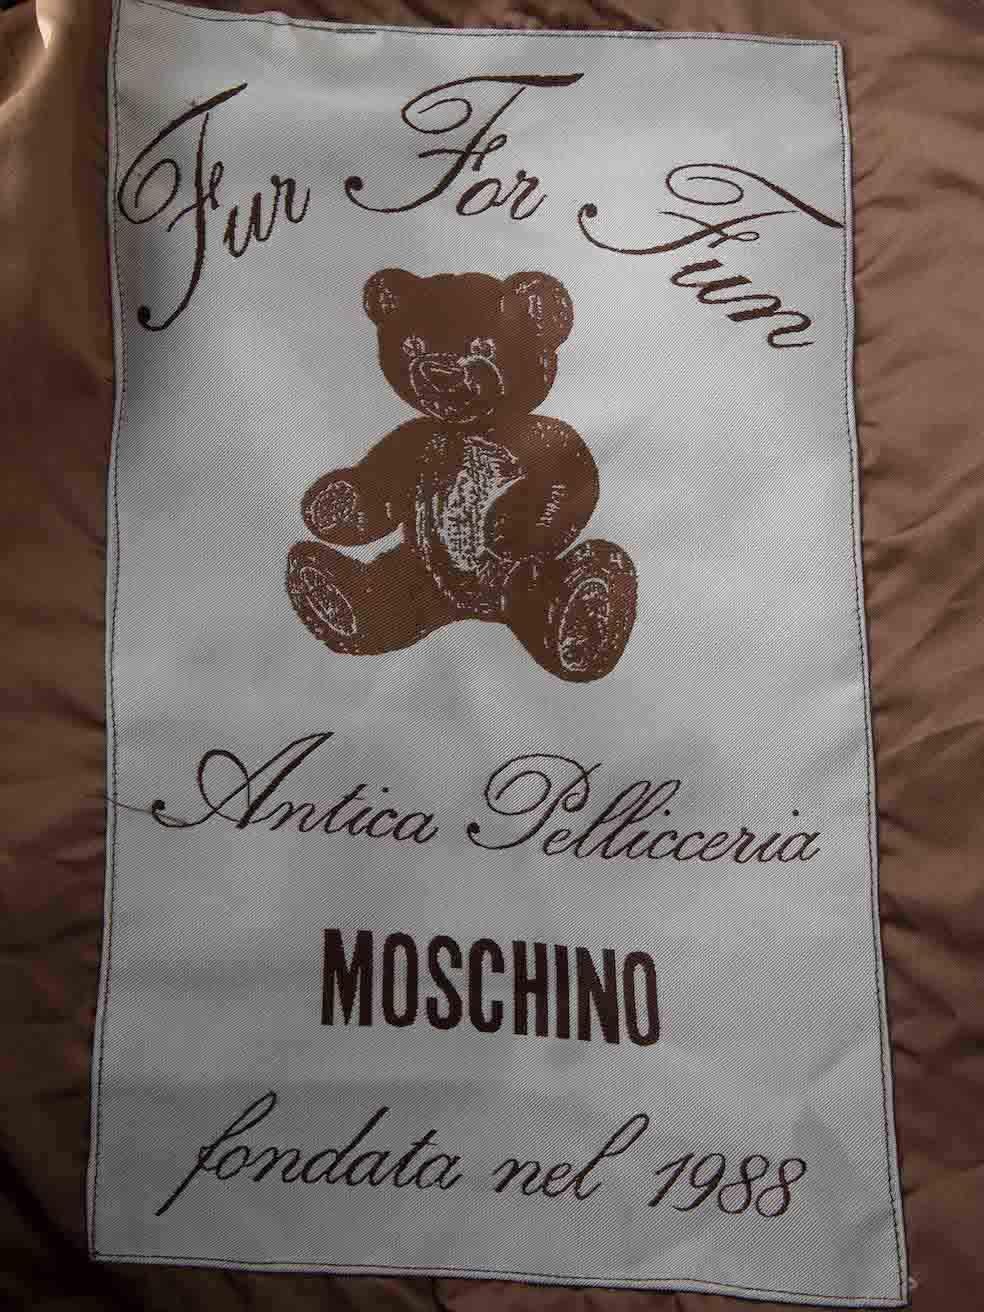 Fur For Fun
Antica Pellicceria
MOSCHINO
fondata nel 1988